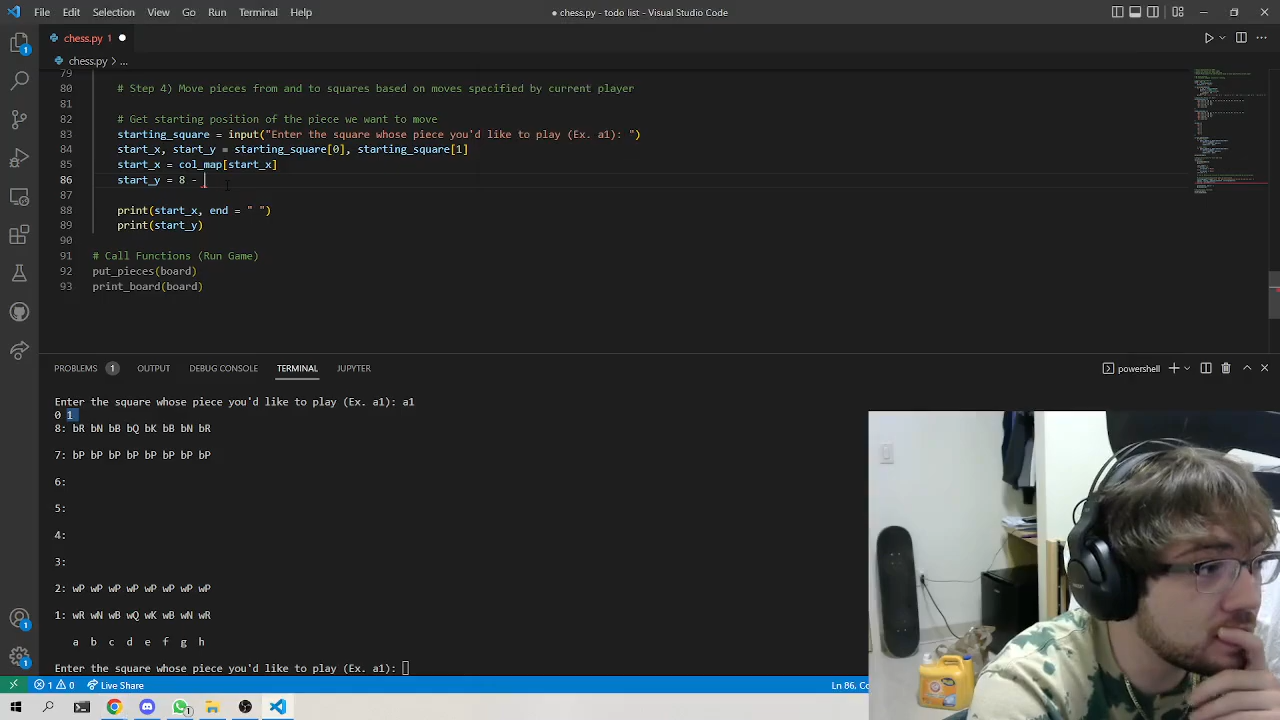 File Edit Selection View Go Run Terminal Help
● chess.py - todo list - Visual Studio Code
chess.py 1 ●
chess.py > ...
79
80 # Step 4) Move pieces from and to squares based on moves specified by current player
81
82 # Get starting position of the piece we want to move
83 starting_square = input("Enter the square whose piece you'd like to play (Ex. a1): ")
84 start_x, start_y = starting_square[0], starting_square[1]
85 start_x = col_map[start_x]
86 start_y = 8 -
87
88 print(start_x, end = " ")
89 print(start_y)
90
91 # Call Functions (Run Game)
92 put_pieces(board)
93 print_board(board)
PROBLEMS 1 OUTPUT DEBUG CONSOLE TERMINAL JUPYTER
powershell
Enter the square whose piece you'd like to play (Ex. a1): a1
0 1
8: bR bN bB bQ bK bB bN bR
7: bP bP bP bP bP bP bP bP
6:
5:
4:
3:
2: wP wP wP wP wP wP wP wP
1: wR wN wB wQ wK wB wN wR
a b c d e f g h
Enter the square whose piece you'd like to play (Ex. a1):
1 0 Live Share
Ln 86, Co